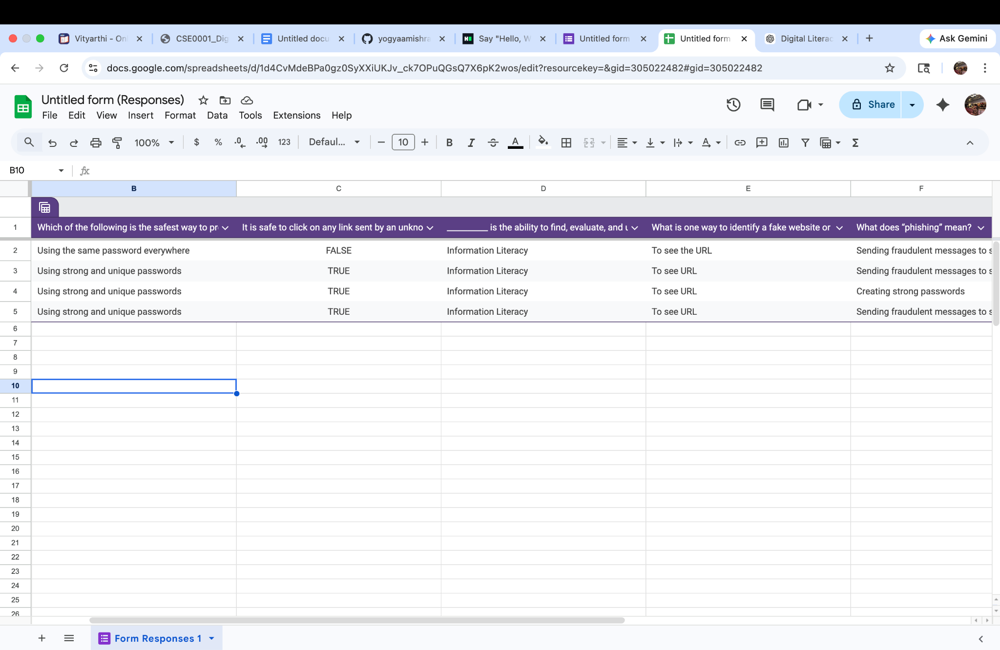 Vityarthi - Onl
CSE0001_Dig
Untitled docu
yogyaamishra
Say "Hello, W
Untitled form
Untitled form
Digital Literac
Ask Gemini
docs.google.com/spreadsheets/d/1d4CvMdeBPa0gz0SyXXiUKJv_ck7OPuQGsQ7X6pK2wos/edit?resourcekey=&gid=305022482#gid=305022482
Untitled form (Responses)
File Edit View Insert Format Data Tools Extensions Help
Share
100% $ % .0 .00 123 Defaul... 10 B I A A Σ
B10 fx
B C D E F
1 Which of the following is the safest way to pr It is safe to click on any link sent by an unkno _________ is the ability to find, evaluate, and u What is one way to identify a fake website or What does “phishing” mean?
2 Using the same password everywhere FALSE Information Literacy To see the URL Sending fraudulent messages to s
3 Using strong and unique passwords TRUE Information Literacy To see URL Sending fraudulent messages to s
4 Using strong and unique passwords TRUE Information Literacy To see URL Creating strong passwords
5 Using strong and unique passwords TRUE Information Literacy To see URL Sending fraudulent messages to s
6
7
8
9
10
11
12
13
14
15
16
17
18
19
20
21
22
23
24
25
26
Form Responses 1